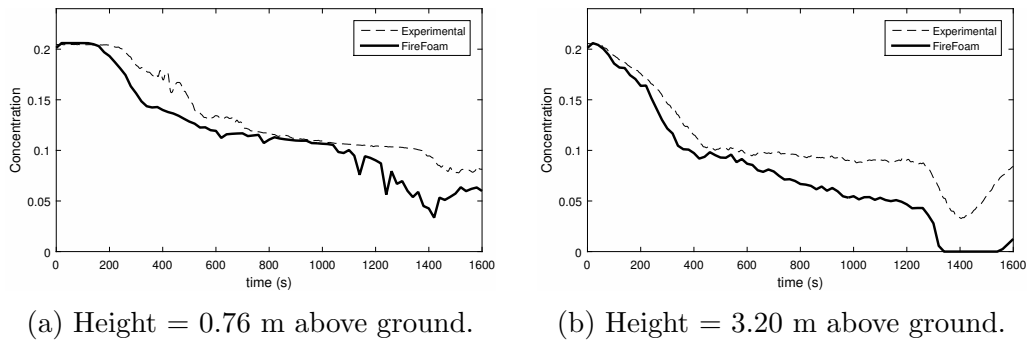 Experimental
FireFoam
0.2
0.15
0.1
0.05
0
Concentration
0 200 400 600 800 1000 1200 1400 1600
time (s)
(a) Height = 0.76 m above ground.
Experimental
FireFoam
0.2
0.15
0.1
0.05
0
Concentration
0 200 400 600 800 1000 1200 1400 1600
time (s)
(b) Height = 3.20 m above ground.